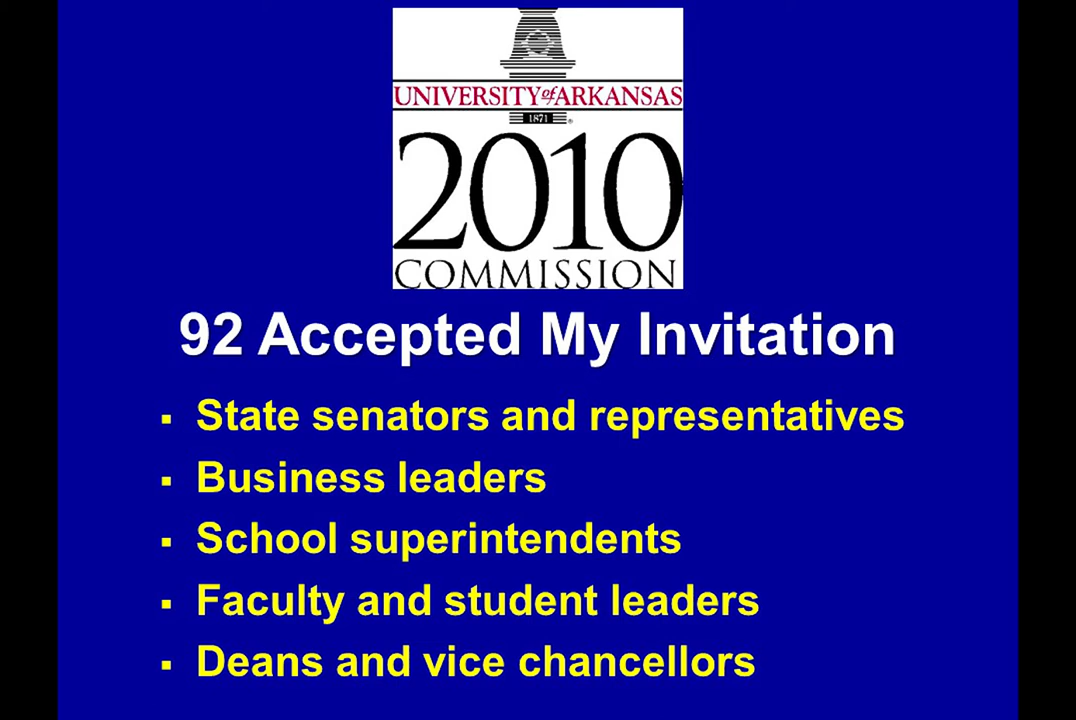 UNIVERSITY of ARKANSAS
1871
2010
COMMISSION
92 Accepted My Invitation
▪ State senators and representatives
▪ Business leaders
▪ School superintendents
▪ Faculty and student leaders
▪ Deans and vice chancellors